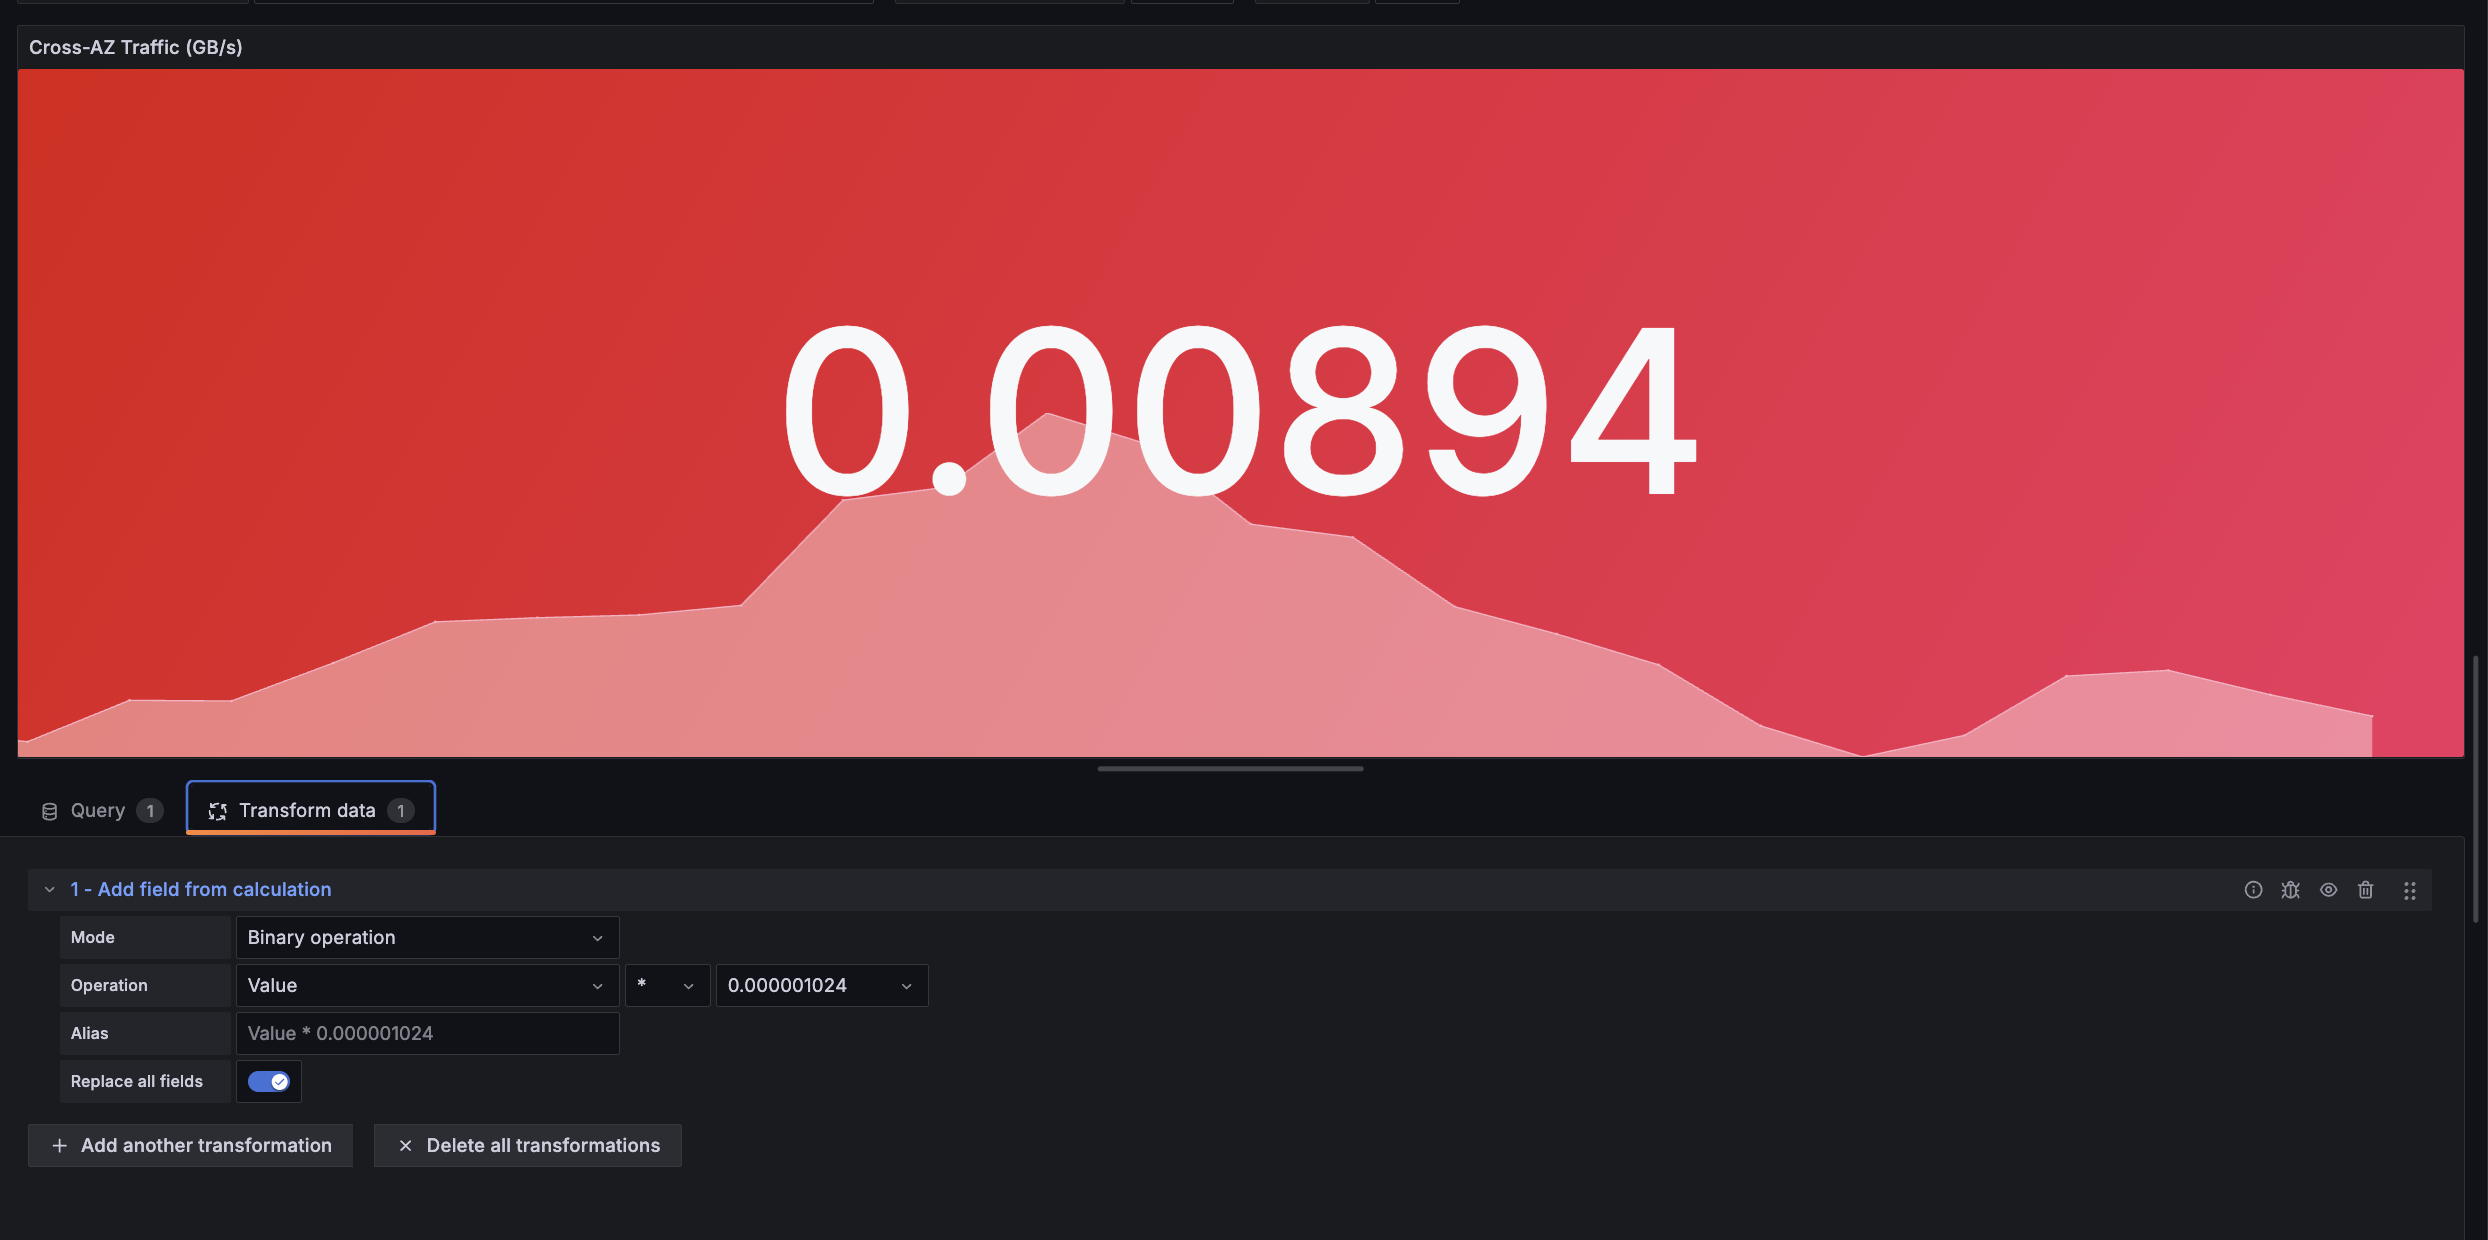 Cross-AZ Traffic (GB/s)
0.00894
Query 1
Transform data 1
1 - Add field from calculation
Mode Binary operation
Operation Value * 0.000001024
Alias Value * 0.000001024
Replace all fields
Add another transformation
Delete all transformations